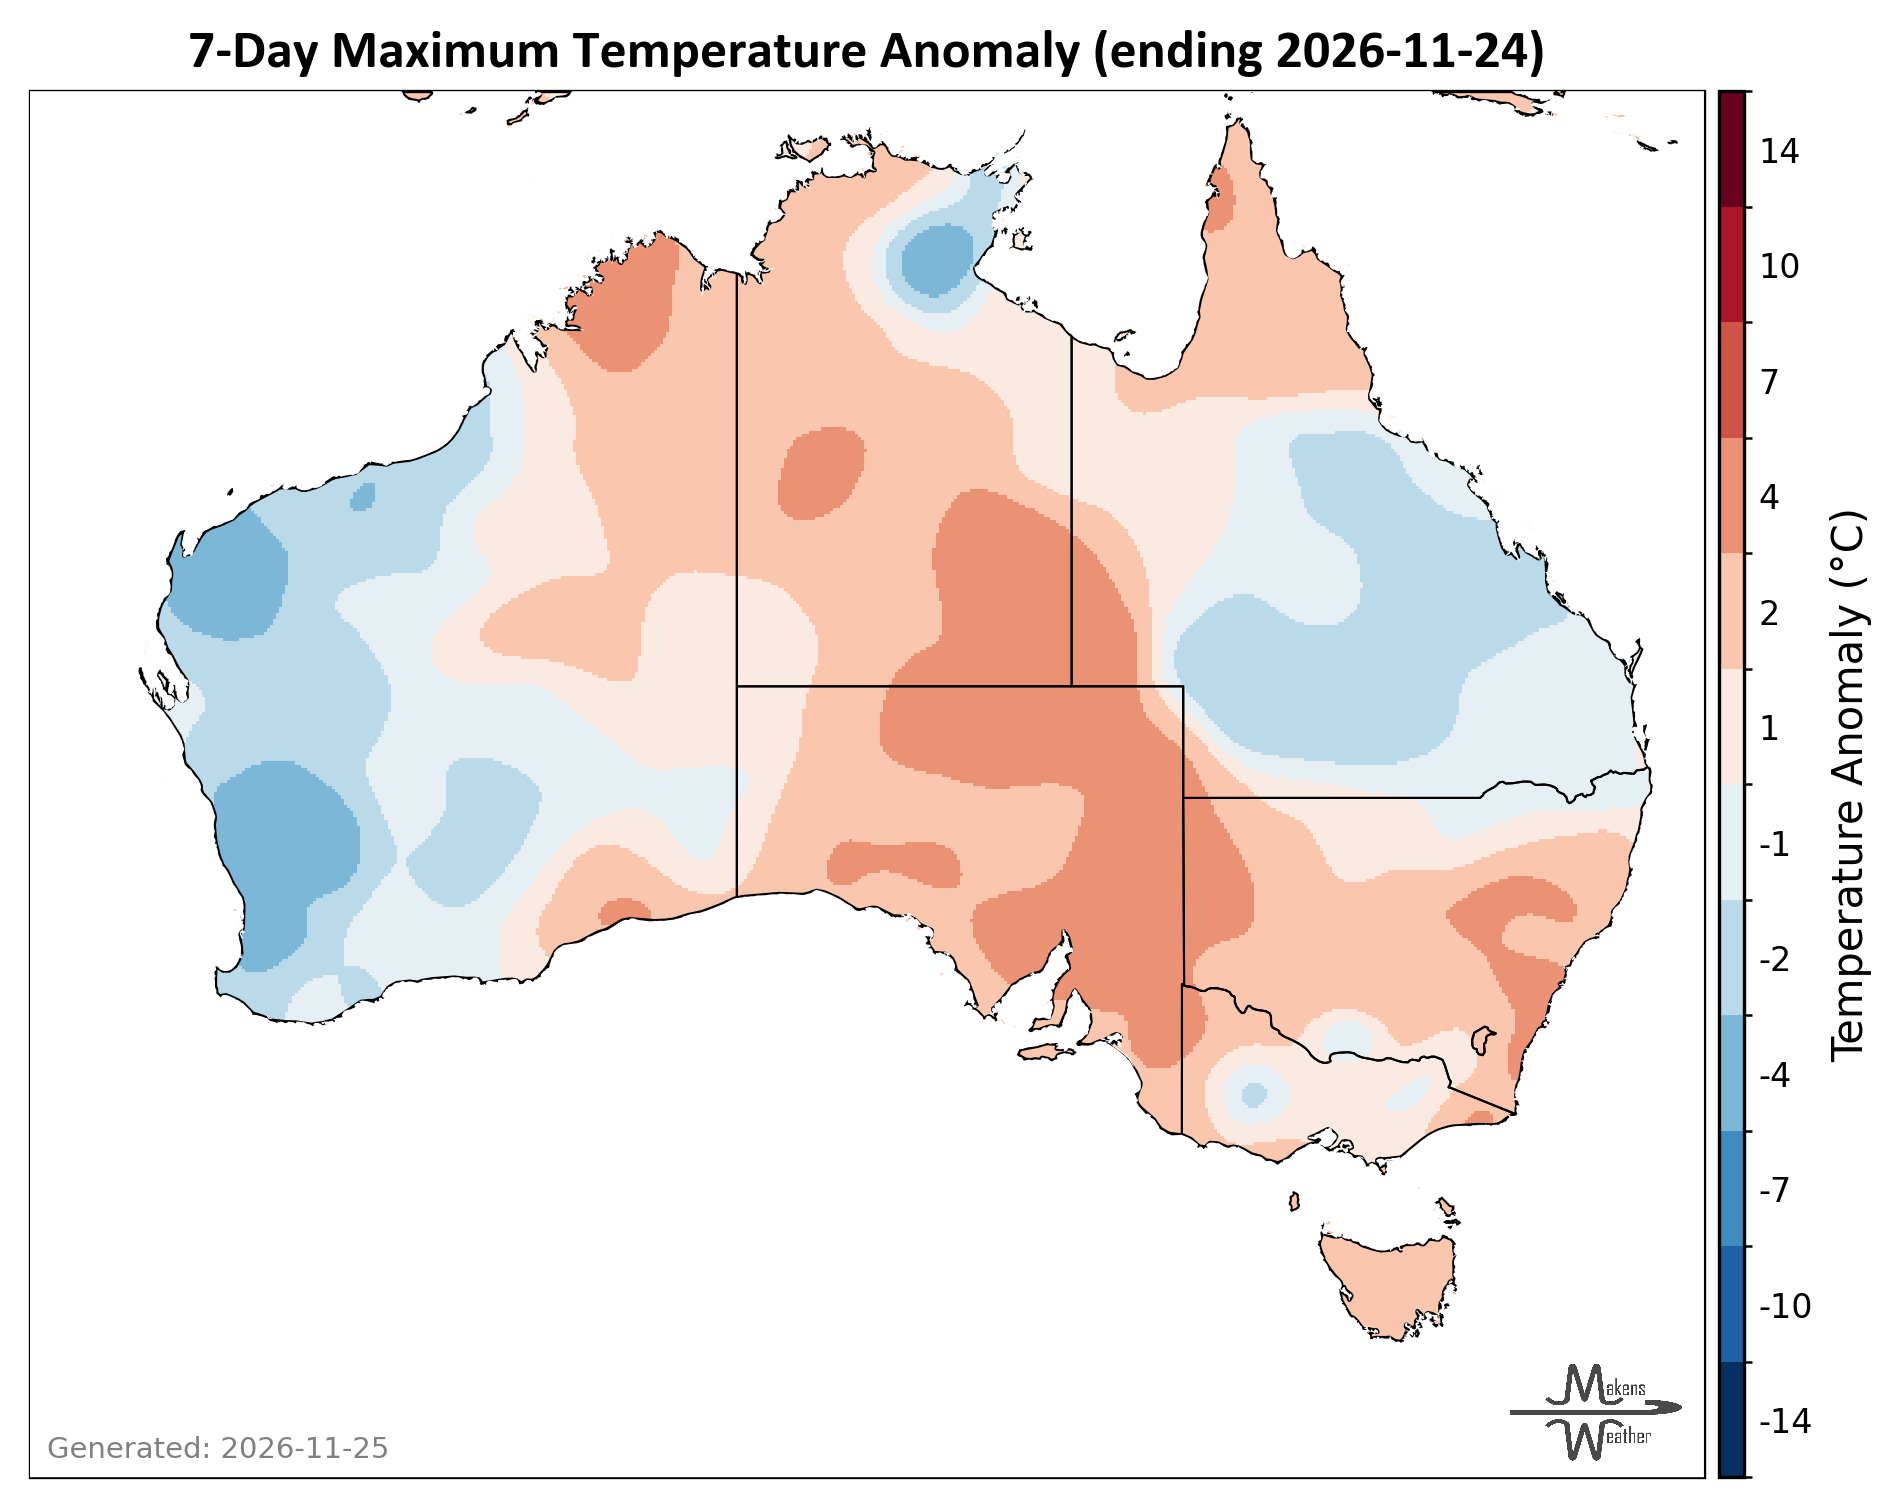 7-Day Maximum Temperature Anomaly (ending 2026-11-24)
14
10
7
4
2
1
-1
-2
-4
-7
-10
-14
Temperature Anomaly (°C)
Makens
Weather
Generated: 2026-11-25